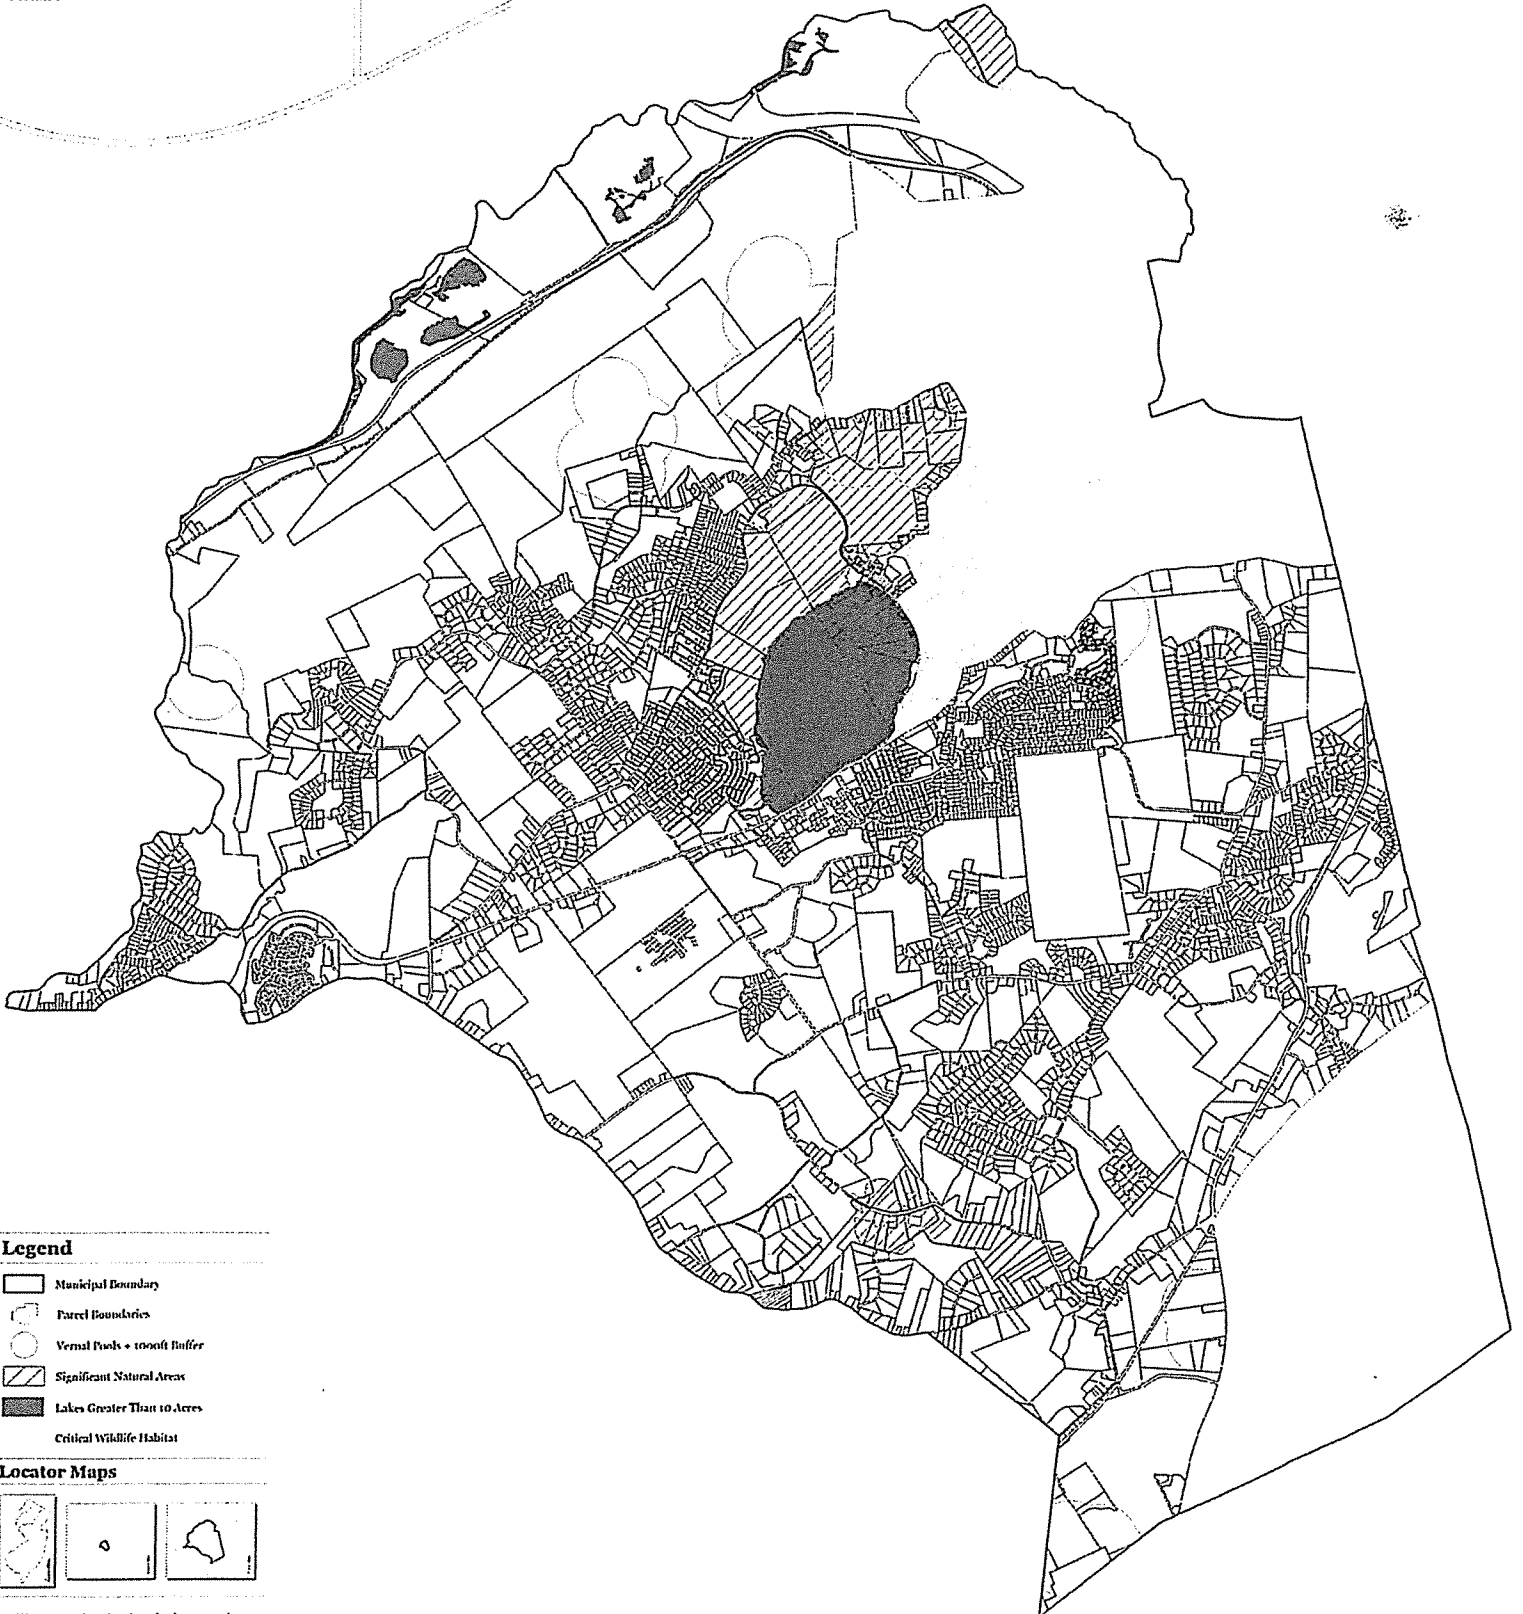 Legend
Municipal Boundary
Parcel Boundaries
Vernal Pools + 1000ft Buffer
Significant Natural Areas
Lakes Greater Than 10 Acres
Critical Wildlife Habitat
Locator Maps